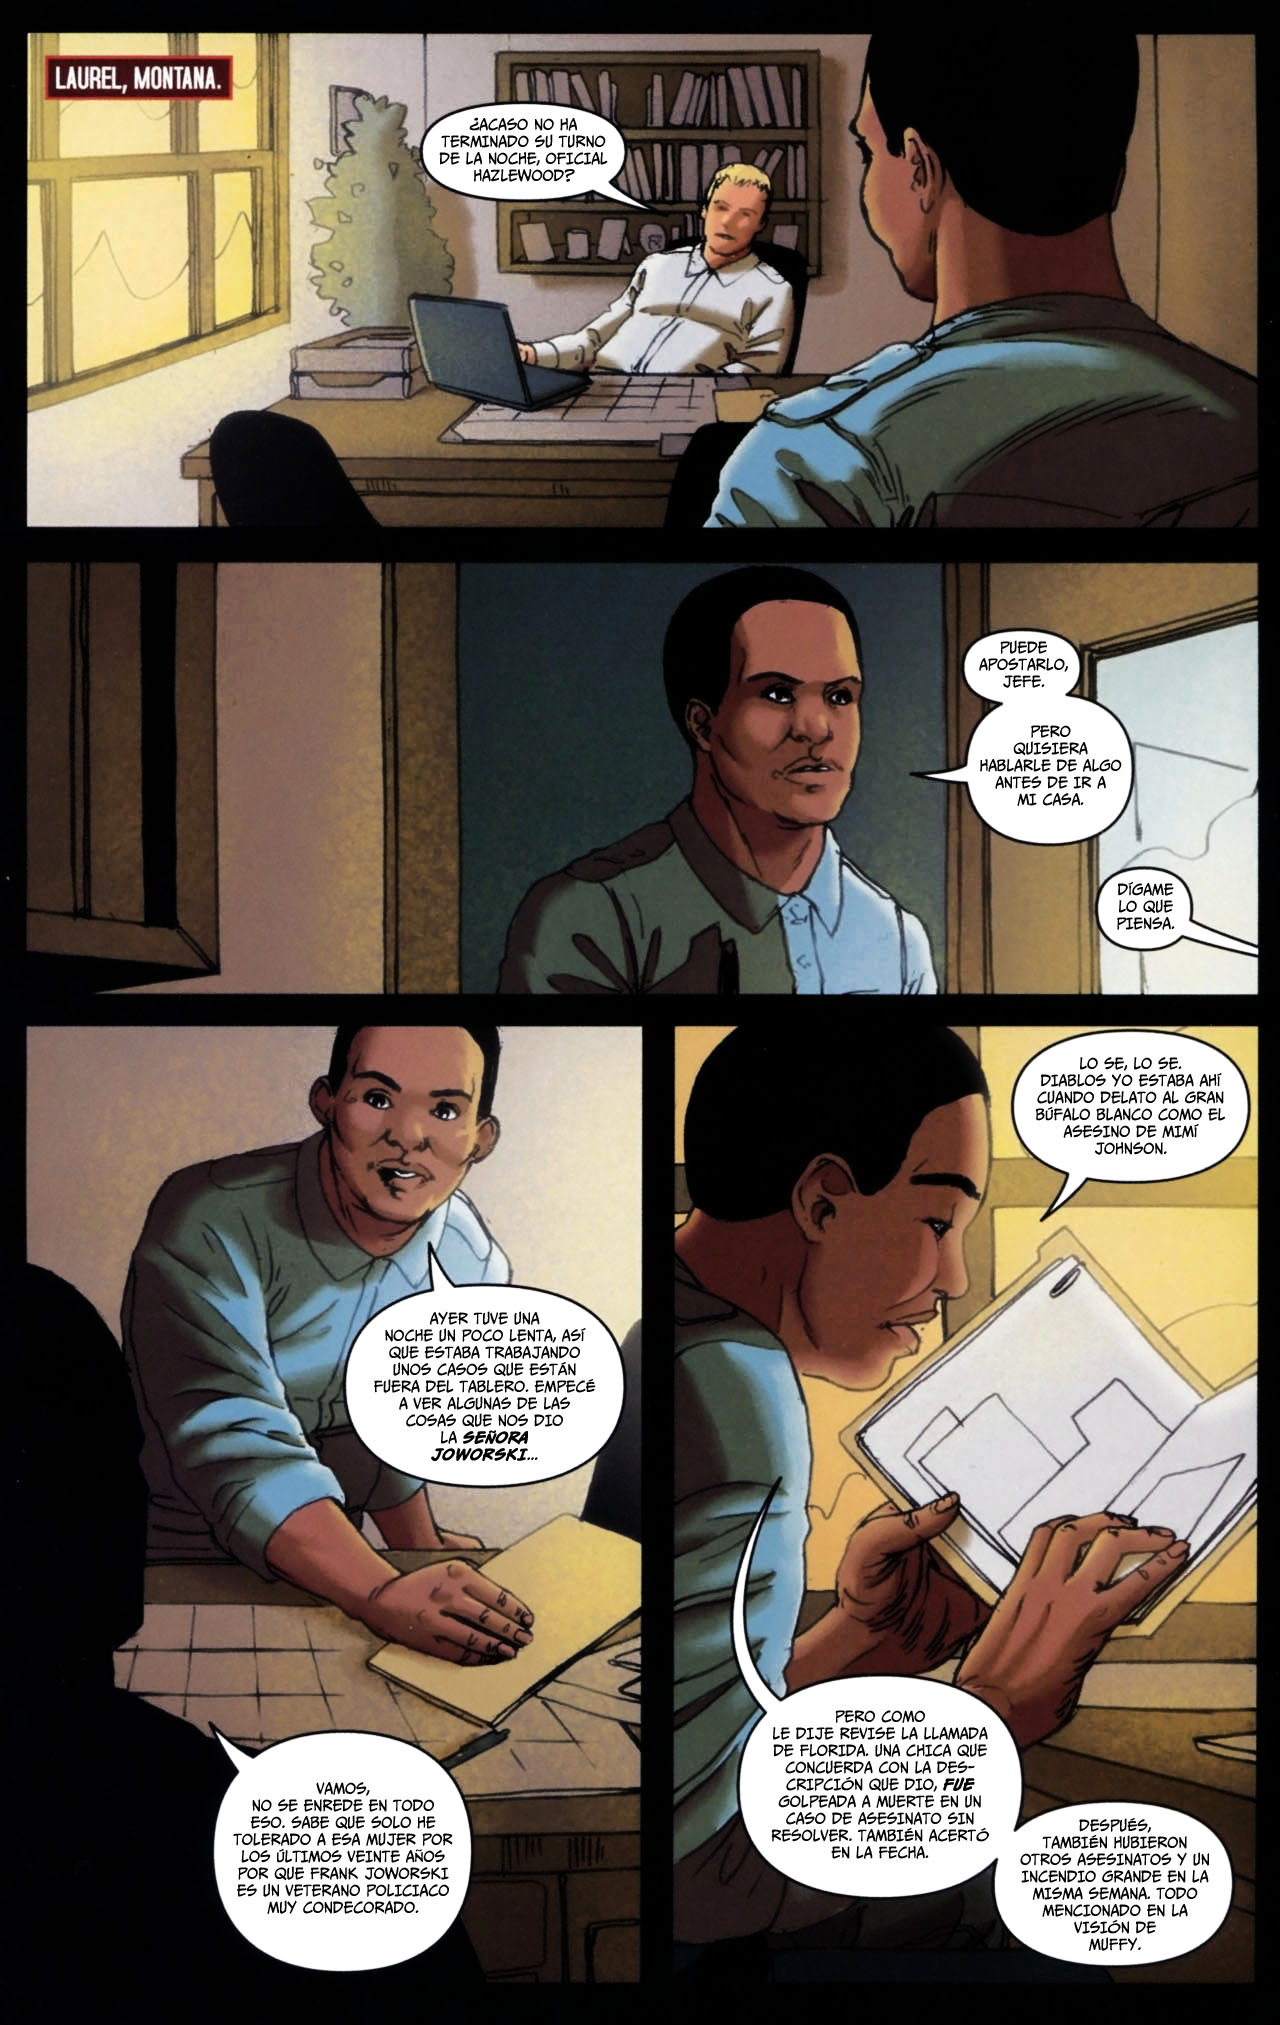 LAUREL, MONTANA.
¿ACASO NO HA
TERMINADO SU TURNO
DE LA NOCHE, OFICIAL
HAZLEWOOD?
PUEDE
APOSTARLO,
JEFE.
PERO
QUISIERA
HABLARLE DE ALGO
ANTES DE IR A
MI CASA.
DÍGAME
LO QUE
PIENSA.
AYER TUVE UNA
NOCHE UN POCO LENTA, ASÍ
QUE ESTABA TRABAJANDO
UNOS CASOS QUE ESTÁN
FUERA DEL TABLERO. EMPECÉ
A VER ALGUNAS DE LAS
COSAS QUE NOS DIO
LA SEÑORA
JOWORSKI...
VAMOS,
NO SE ENREDE EN TODO
ESO. SABE QUE SOLO HE
TOLERADO A ESA MUJER POR
LOS ÚLTIMOS VEINTE AÑOS
POR QUE FRANK JOWORSKI
ES UN VETERANO POLICIACO
MUY CONDECORADO.
LO SE, LO SE.
DIABLOS YO ESTABA AHÍ
CUANDO DELATO AL GRAN
BÚFALO BLANCO COMO EL
ASESINO DE MIMÍ
JOHNSON.
PERO COMO
LE DIJE REVISE LA LLAMADA
DE FLORIDA. UNA CHICA QUE
CONCUERDA CON LA DES-
CRIPCIÓN QUE DIO, FUE
GOLPEADA A MUERTE EN UN
CASO DE ASESINATO SIN
RESOLVER. TAMBIÉN ACERTÓ
EN LA FECHA.
DESPUÉS,
TAMBIÉN HUBIERON
OTROS ASESINATOS Y UN
INCENDIO GRANDE EN LA
MISMA SEMANA. TODO
MENCIONADO EN LA
VISIÓN DE
MUFFY.